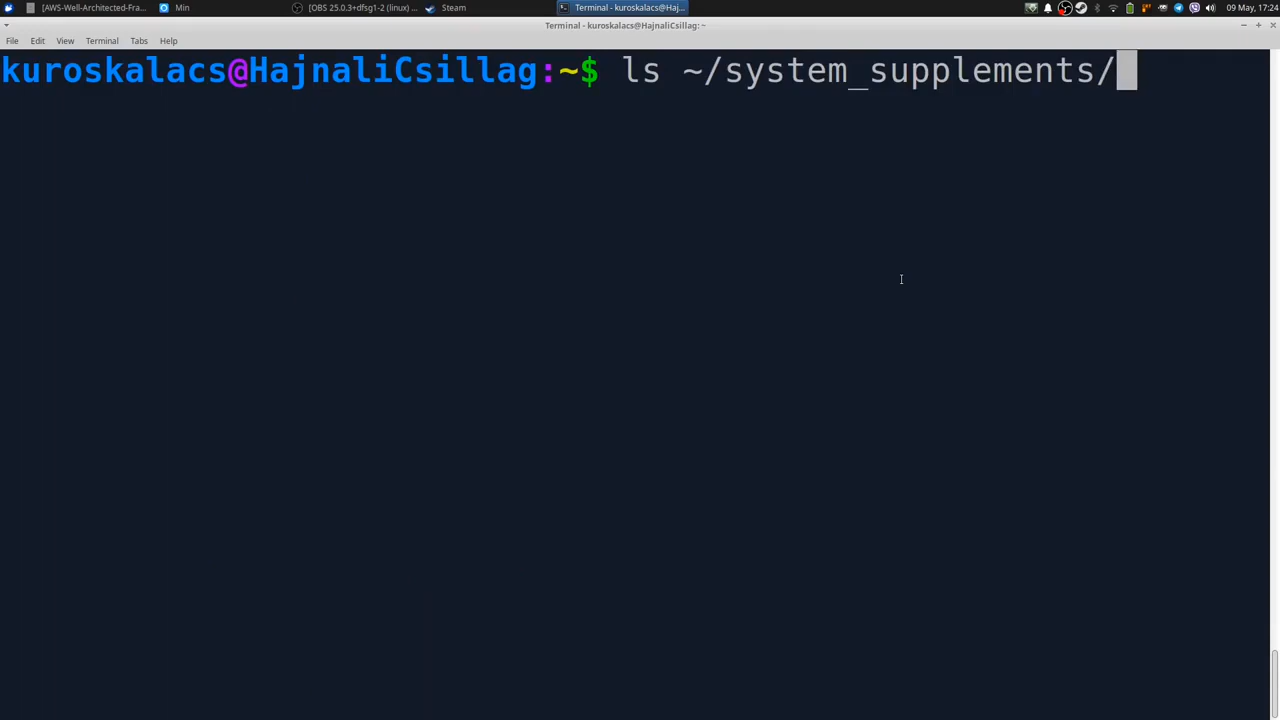 [AWS-Well-Architected-Fra...
Min
[OBS 25.0.3+dfsg1-2 (linux) ...
Steam
Terminal - kuroskalacs@Haj...
09 May, 17:24
Terminal - kuroskalacs@HajnaliCsillag: ~
File Edit View Terminal Tabs Help
kuroskalacs@HajnaliCsillag:~$ ls ~/system_supplements/